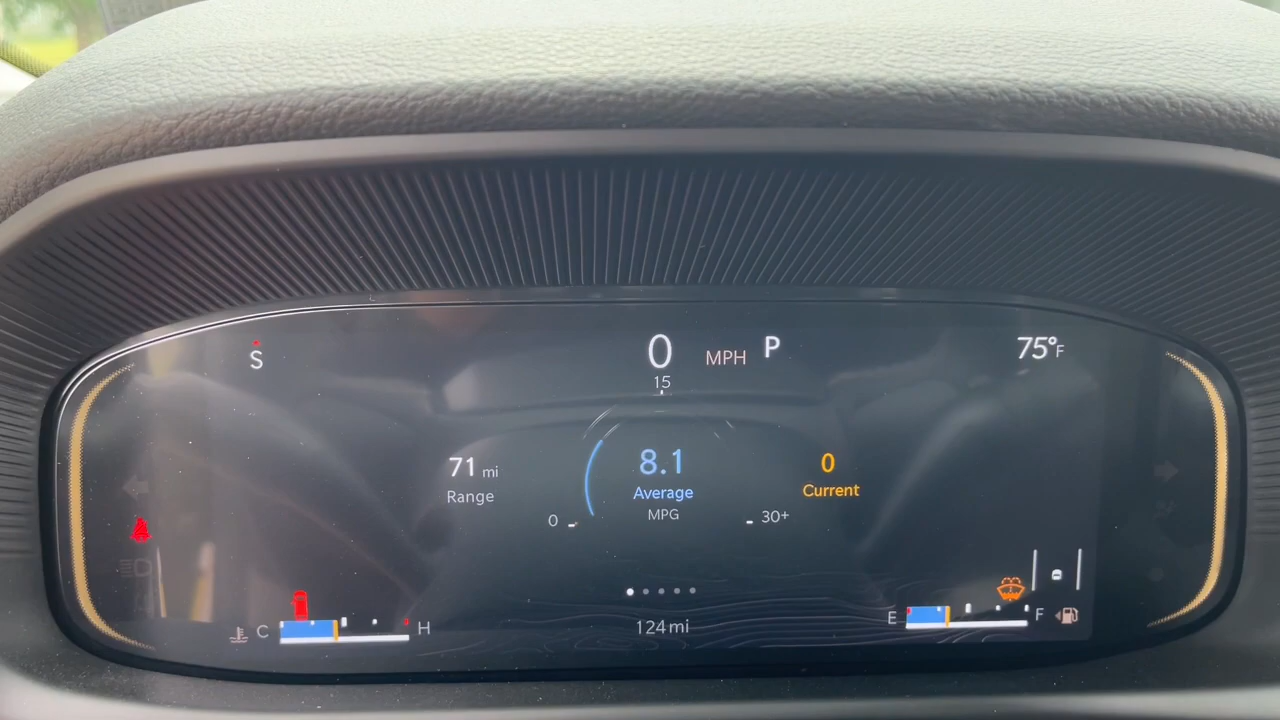 S
0 MPH P
75°F
15
71 mi
Range
8.1
Average
MPG
0
Current
0
30+
C
H
124 mi
E
F